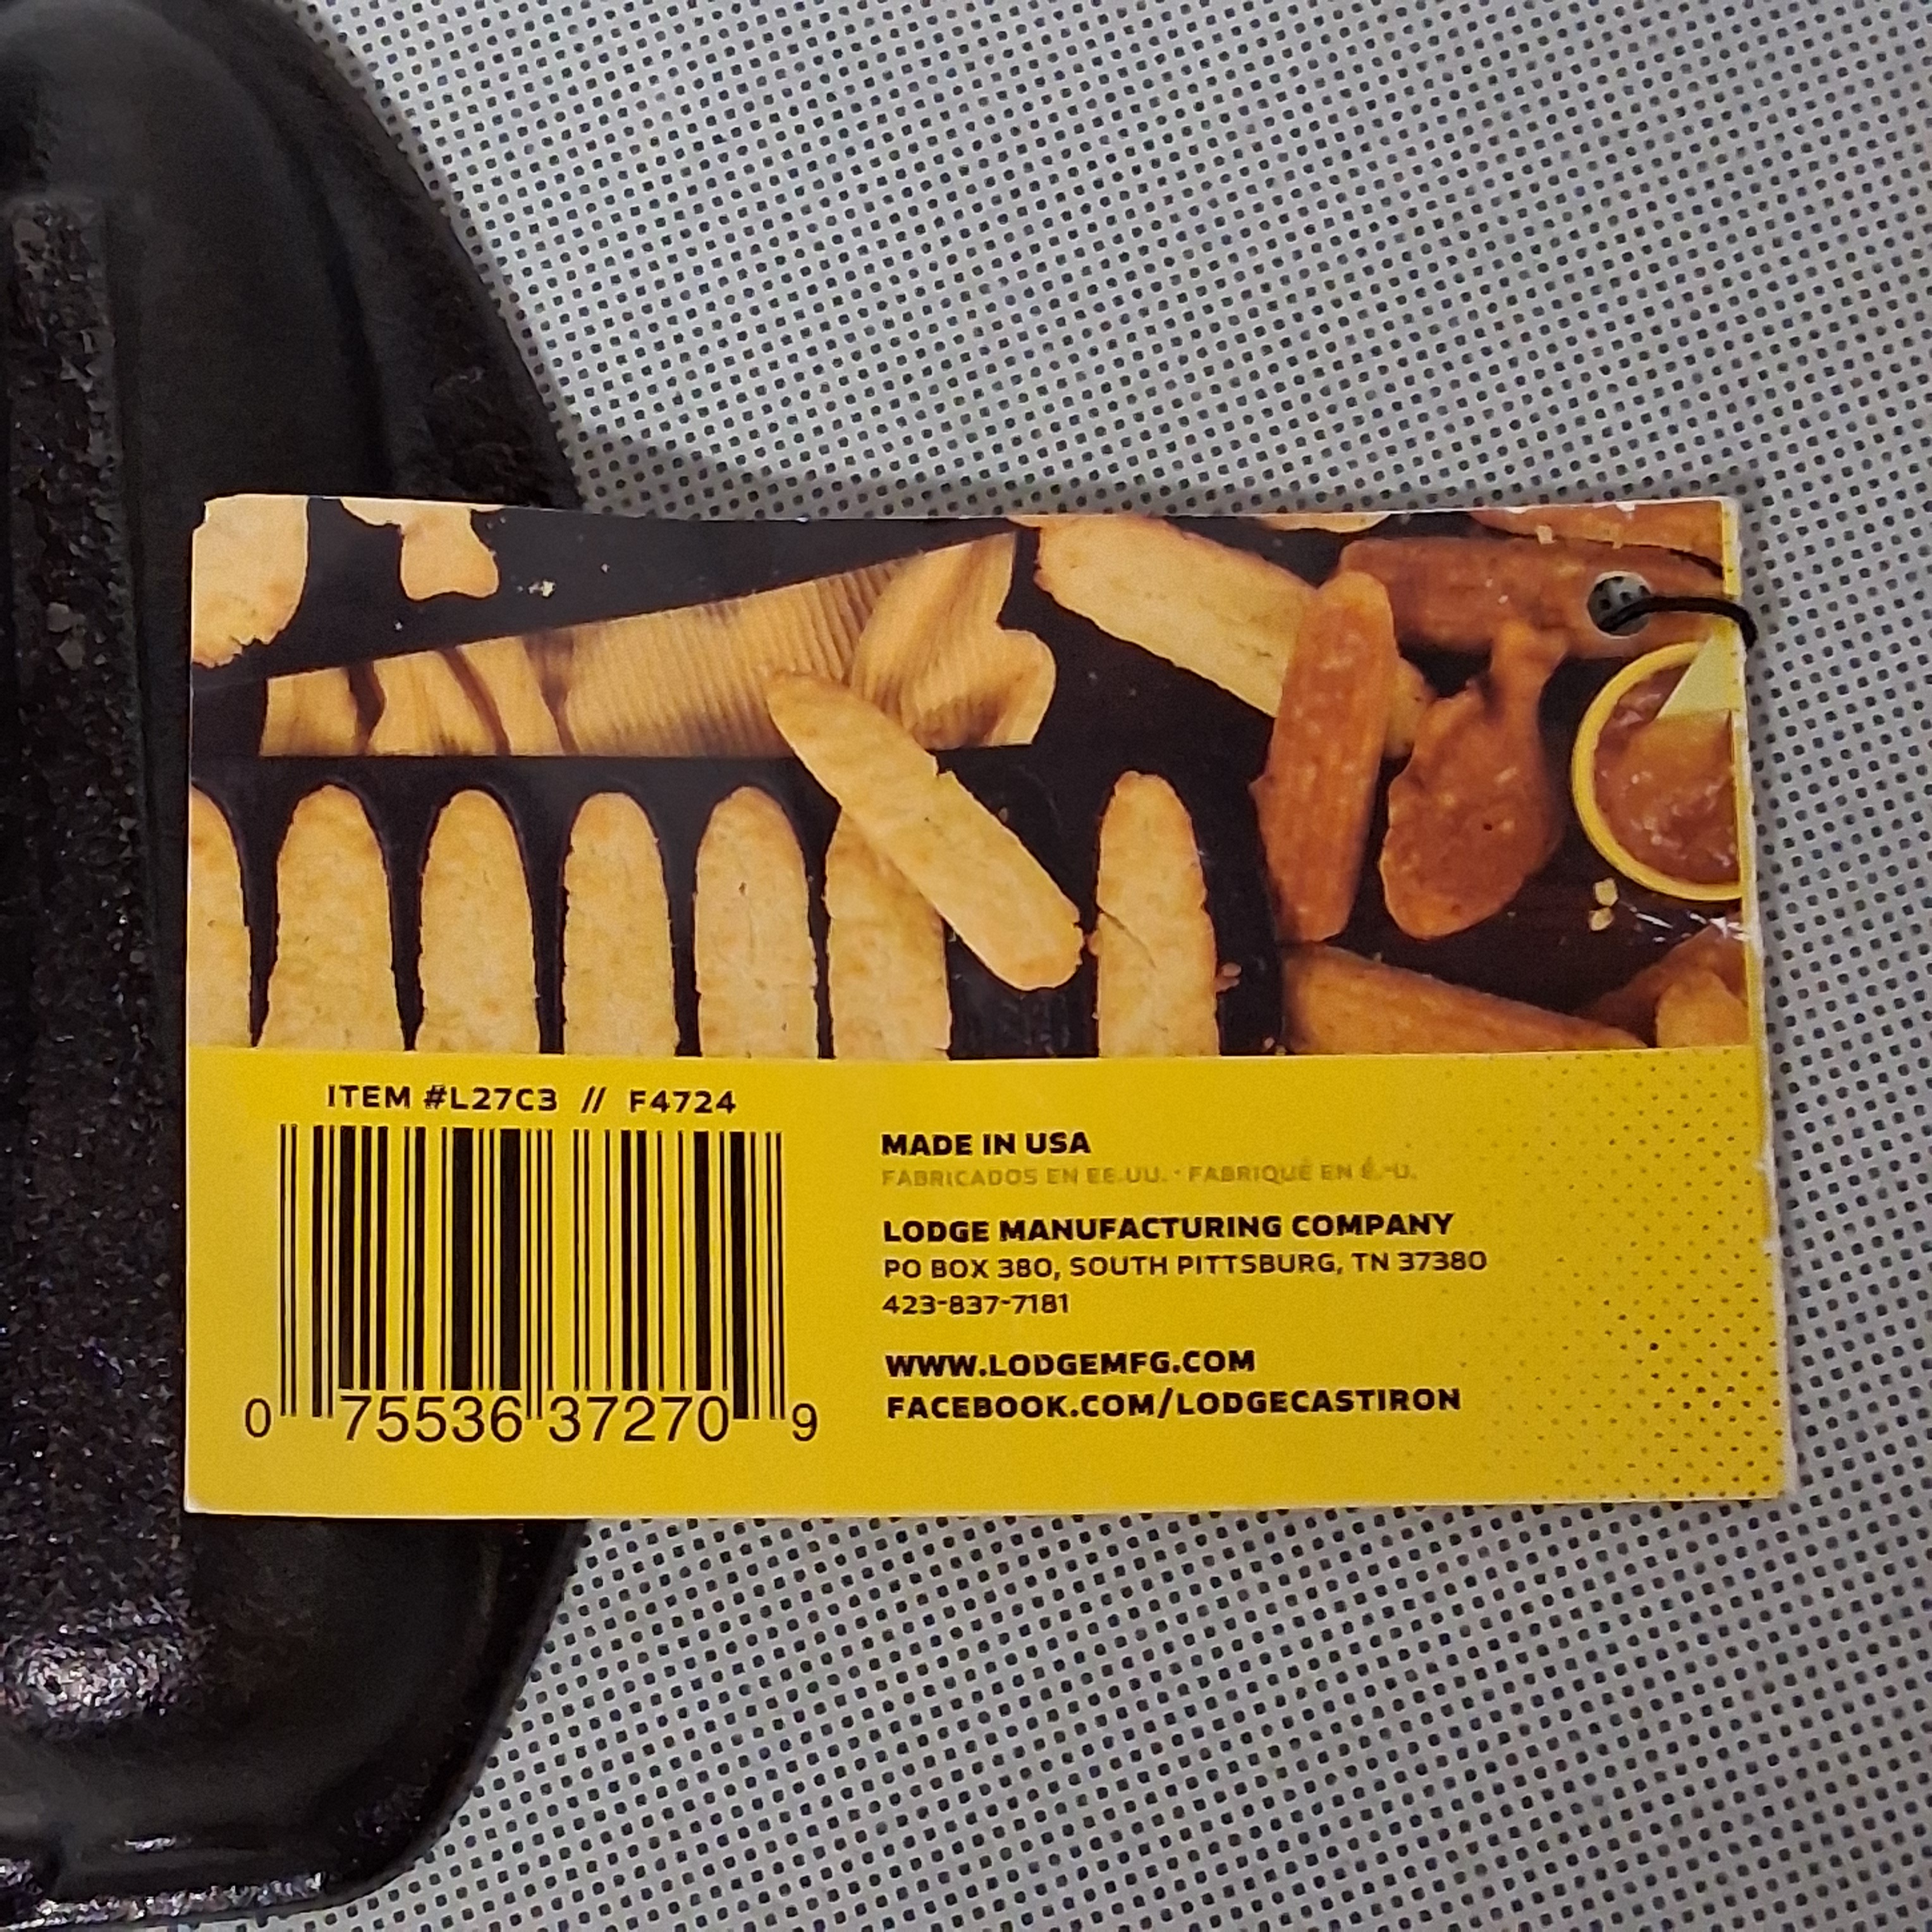 ITEM #L27C3 // F4724
0 75536 37270 9
MADE IN USA
FABRICADOS EN EE.UU. · FABRIQUÉ EN É.-U.
LODGE MANUFACTURING COMPANY
PO BOX 380, SOUTH PITTSBURG, TN 37380
423-837-7181
WWW.LODGEMFG.COM
FACEBOOK.COM/LODGECASTIRON